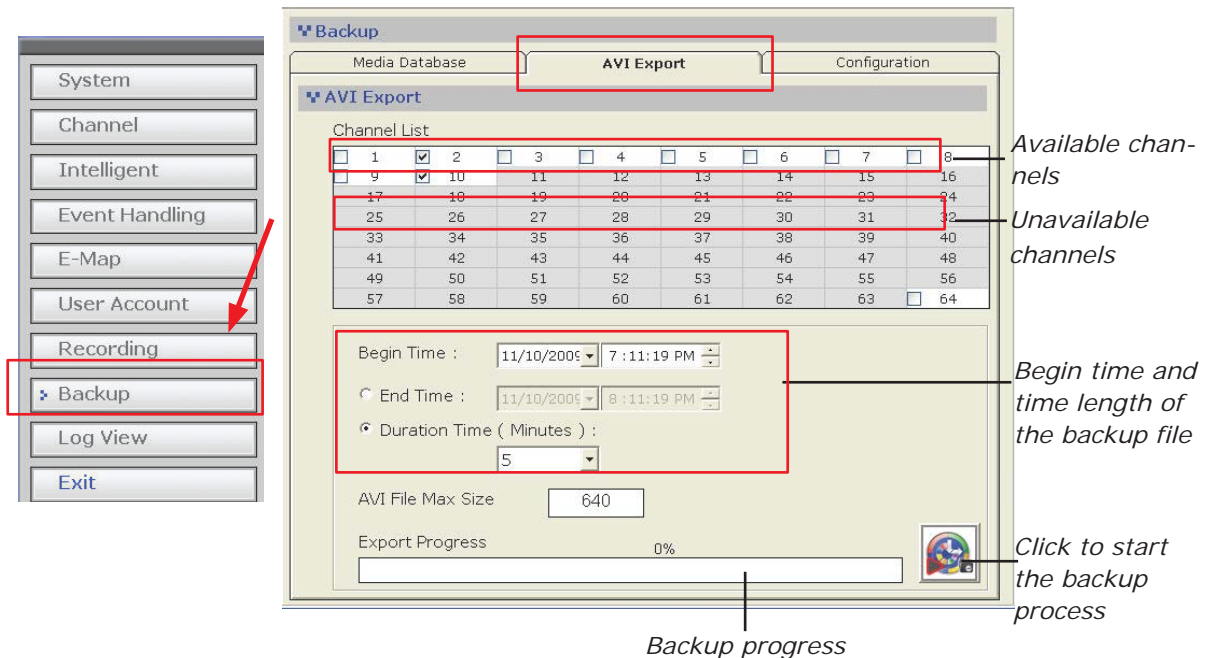 System
Channel
Intelligent
Event Handling
E-Map
User Account
Recording
Backup
Log View
Exit
Backup
Media Database AVI Export Configuration
AVI Export
Channel List
1 2 3 4 5 6 7 8
9 10 11 12 13 14 15 16
17 18 19 20 21 22 23 24
25 26 27 28 29 30 31 32
33 34 35 36 37 38 39 40
41 42 43 44 45 46 47 48
49 50 51 52 53 54 55 56
57 58 59 60 61 62 63 64
Begin Time : 11/10/2009 7 :11:19 PM
End Time : 11/10/2009 8 :11:19 PM
Duration Time ( Minutes ) :
5
AVI File Max Size 640
Export Progress 0%
Available chan-
nels
Unavailable
channels
Begin time and
time length of
the backup file
Click to start
the backup
process
Backup progress